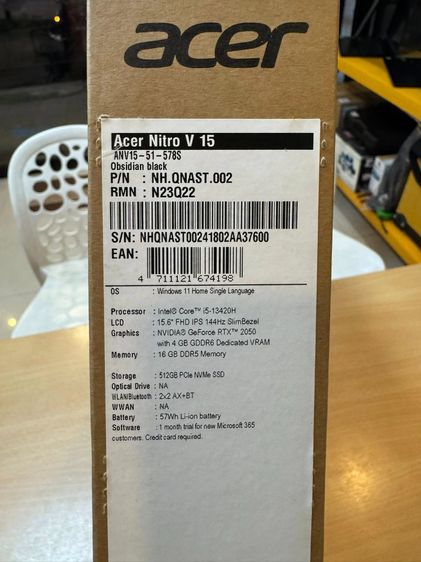 acer
Acer Nitro V 15
ANV15-51-578S
Obsidian black
P/N : NH.QNAST.002
RMN : N23Q22
S/N: NHQNAST00241802AA37600
EAN:
4 711121 674198
OS : Windows 11 Home Single Language
Processor : Intel® Core™ i5-13420H
LCD : 15.6" FHD IPS 144Hz SlimBezel
Graphics : NVIDIA® GeForce RTX™ 2050
with 4 GB GDDR6 Dedicated VRAM
Memory : 16 GB DDR5 Memory
Storage : 512GB PCIe NVMe SSD
Optical Drive : NA
WLAN/Bluetooth : 2x2 AX+BT
WWAN : NA
Battery : 57Wh Li-ion battery
Software : 1 month trial for new Microsoft 365
customers. Credit card required.